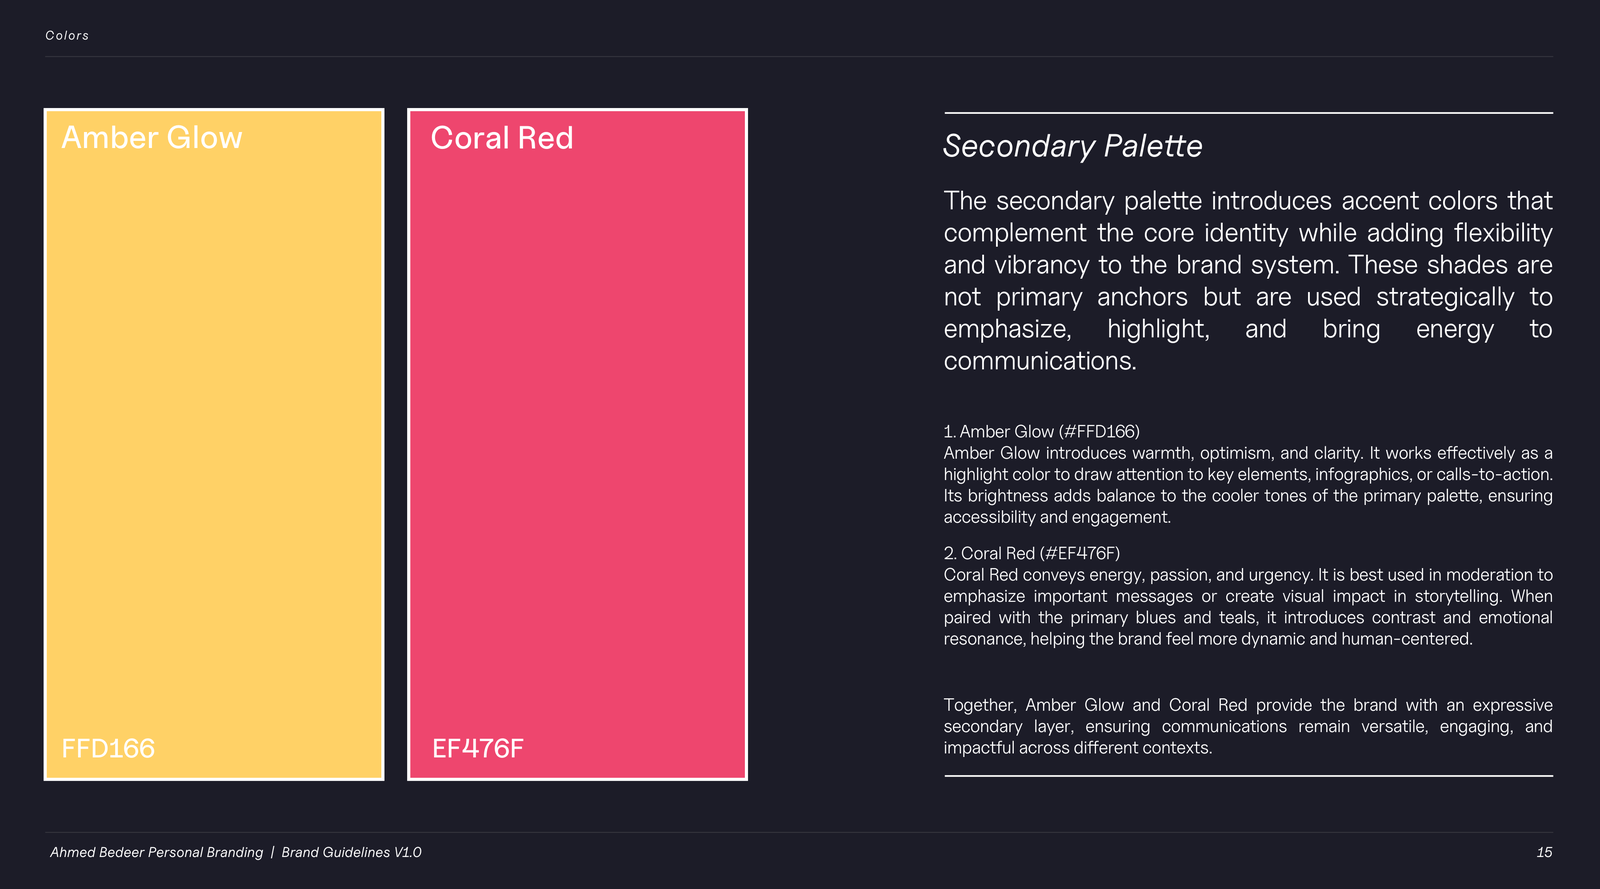 Colors
Amber Glow
FFD166
Coral Red
EF476F
Secondary Palette
The secondary palette introduces accent colors that
complement the core identity while adding flexibility
and vibrancy to the brand system. These shades are
not primary anchors but are used strategically to
emphasize, highlight, and bring energy to
communications.
1. Amber Glow (#FFD166)
Amber Glow introduces warmth, optimism, and clarity. It works effectively as a
highlight color to draw attention to key elements, infographics, or calls-to-action.
Its brightness adds balance to the cooler tones of the primary palette, ensuring
accessibility and engagement.
2. Coral Red (#EF476F)
Coral Red conveys energy, passion, and urgency. It is best used in moderation to
emphasize important messages or create visual impact in storytelling. When
paired with the primary blues and teals, it introduces contrast and emotional
resonance, helping the brand feel more dynamic and human-centered.
Together, Amber Glow and Coral Red provide the brand with an expressive
secondary layer, ensuring communications remain versatile, engaging, and
impactful across different contexts.
Ahmed Bedeer Personal Branding | Brand Guidelines V1.0
15